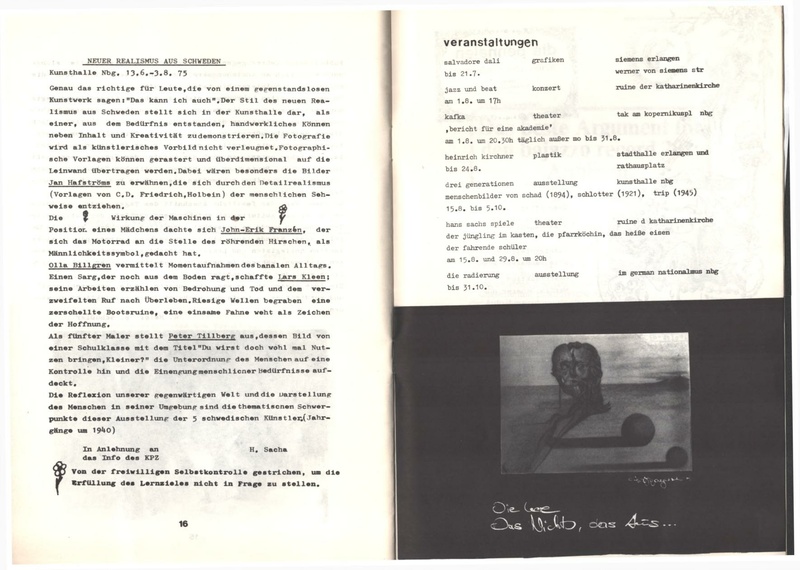 NEUER REALISMUS AUS SCHWEDEN
Kunsthalle Nbg. 13.6.-3.8. 75
Genau das richtige für Leute,die von einem gegenstandslosen
Kunstwerk sagen:"Das kann ich auch".Der Stil des neuen Rea-
lismus aus Schweden stellt sich in der Kunsthalle dar, als
einer, aus dem Bedürfnis entstanden, handwerkliches Können
neben Inhalt und Kreativität zu demonstrieren.Die Fotografie
wird als künstlerisches Vorbild nicht verleugnet.Fotographi-
sche Vorlagen können gerastert und überdimensional auf die
Leinwand übertragen werden.Dabei wären besonders die Bilder
Jan Hafströms zu erwähnen,die sich durch den Detailrealismus
(Vorlagen von C.D. Friedrich,Holbein) der menschlichen Seh-
weise entziehen.
Die Wirkung der Maschinen in der
Position eines Mädchens dachte sich John-Erik Franzén, der
sich das Motorrad an die Stelle des röhrenden Hirschen, als
Männlichkeitssymbol,gedacht hat.
Olla Billgren vermittelt Momentaufnahmen des banalen Alltags.
Einen Sarg,der noch aus dem Boden ragt,schaffte Lars Kleen;
seine Arbeiten erzählen von Bedrohung und Tod und dem ver-
zweifelten Ruf nach Überleben.Riesige Wellen begraben eine
zerschellte Bootsruine, eine einsame Fahne weht als Zeichen
der Hoffnung.
Als fünfter Maler stellt Peter Tillberg aus,dessen Bild von
einer Schulklasse mit dem Titel"Du wirst doch wohl mal Nut-
zen bringen,Kleiner?" die Unterordnung des Menschen auf eine
Kontrolle hin und die Einengung menschlicner Bedürfnisse auf-
deckt.
Die Reflexion unserer gegenwärtigen Welt und die Darstellung
des Menschen in seiner Umgebung sind die thematischen Schwer-
punkte dieser Ausstellung der 5 schwedischen Künstler.(Jahr-
gänge um 1940)
In Anlehnung an H. Sacha
das Info des KPZ
Von der freiwilligen Selbstkontrolle gestrichen, um die
Erfüllung des Lernzieles nicht in Frage zu stellen.
16
veranstaltungen
salvadore dali grafiken siemens erlangen
bis 21.7. werner von siemens str
jazz und beat konzert ruine der katharinenkirche
am 1.8. um 17h
kafka theater tak am kopernikuspl nbg
‚bericht für eine akademie'
am 1.8. um 20.30h täglich außer mo bis 31.8.
heinrich kirchner plastik stadthalle erlangen und
bis 24.8. rathausplatz
drei generationen ausstellung kunsthalle nbg
menschenbilder von schad (1894), schlotter (1921), trip (1945)
15.8. bis 5.10.
hans sachs spiele theater ruine d katharinenkirche
der jüngling im kasten, die pfarrköchin, das heiße eisen
der fahrende schüler
am 15.8. und 29.8. um 20h
die radierung ausstellung im german nationalmus nbg
bis 31.10.
Die Leere
Das Nichts, das Aus...